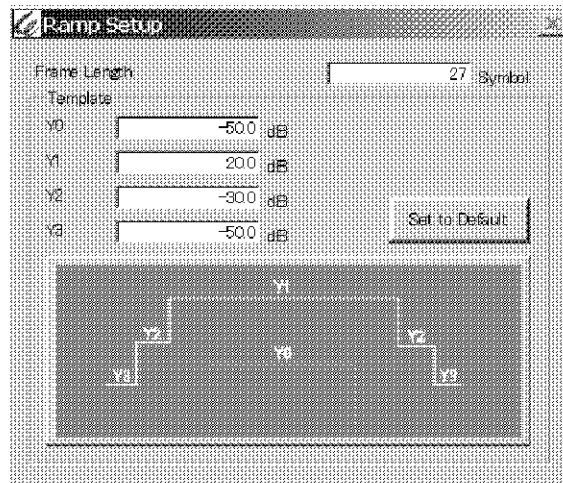 Ramp Setup
Frame Length 27 Symbol
Template
Y0 -50.0 dB
Y1 20.0 dB
Y2 -30.0 dB
Y3 -50.0 dB
Set to Default
Y1
Y2 Y0 Y2
Y3 Y3